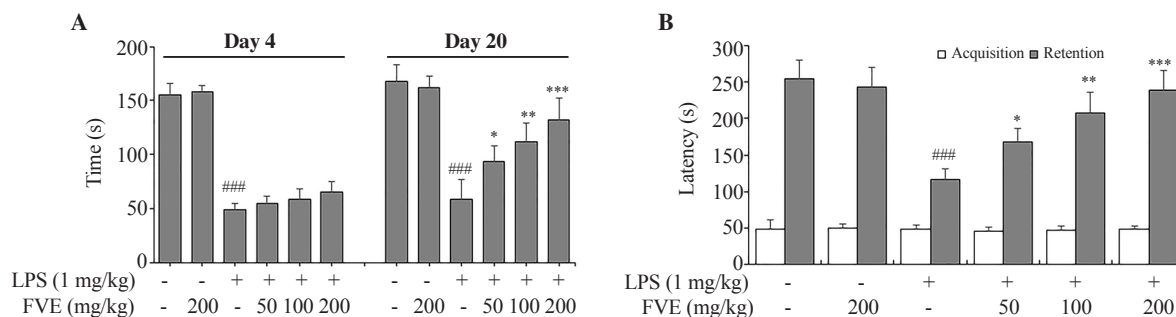 A
Day 4 Day 20
200
150
100
50
0
Time (s)
### ### * ** ***
LPS (1 mg/kg) - - + + + + - - + + + +
FVE (mg/kg) - 200 - 50 100 200 - 200 - 50 100 200
B
Acquisition Retention
300
250
200
150
100
50
0
Latency (s)
### * ** ***
LPS (1 mg/kg) - - + + + +
FVE (mg/kg) - 200 - 50 100 200